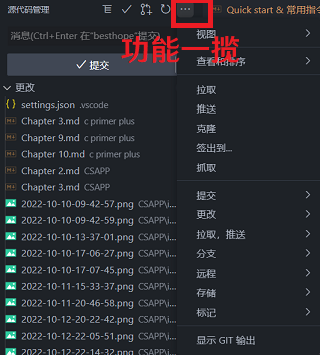 源代码管理
Quick start & 常用指令
消息(Ctrl+Enter 在"besthope"提交)
功能一揽
提交
更改
settings.json .vscode
Chapter 3.md c primer plus
Chapter 9.md c primer plus
Chapter 10.md c primer plus
Chapter 2.md CSAPP
Chapter 3.md CSAPP
2022-10-10-09-42-57.png CSAPP\i...
2022-10-10-09-42-59.png CSAPP\i...
2022-10-10-13-37-01.png CSAPP\i...
2022-10-10-17-06-27.png CSAPP\i...
2022-10-10-17-07-45.png CSAPP\i...
2022-10-11-15-33-37.png CSAPP\i...
2022-10-11-20-46-58.png CSAPP\i...
2022-10-12-20-22-42.png CSAPP\i...
2022-10-12-22-05-51.png CSAPP\i...
2022-10-12-22-14-32.png CSAPP\i...
视图
查看和排序
拉取
推送
克隆
签出到...
抓取
提交
更改
拉取，推送
分支
远程
存储
标记
显示 GIT 输出